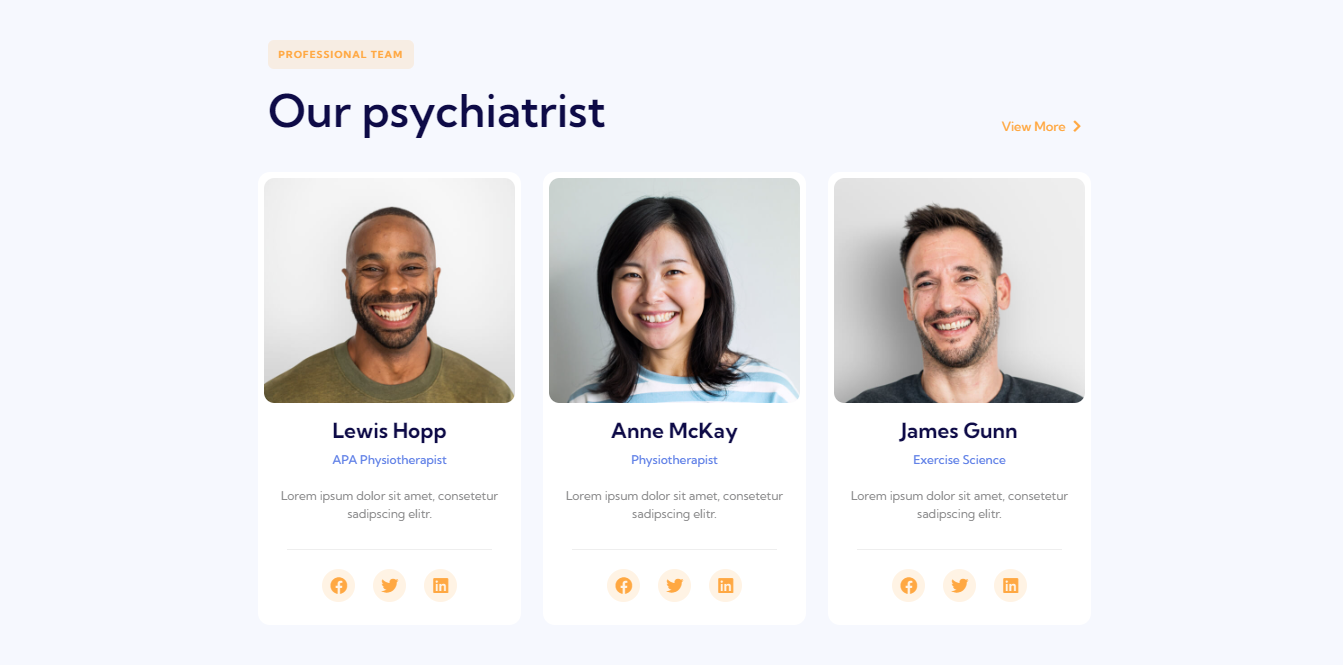 PROFESSIONAL TEAM
Our psychiatrist
View More
Lewis Hopp
APA Physiotherapist
Lorem ipsum dolor sit amet, consetetur
sadipscing elitr.
Anne McKay
Physiotherapist
Lorem ipsum dolor sit amet, consetetur
sadipscing elitr.
James Gunn
Exercise Science
Lorem ipsum dolor sit amet, consetetur
sadipscing elitr.